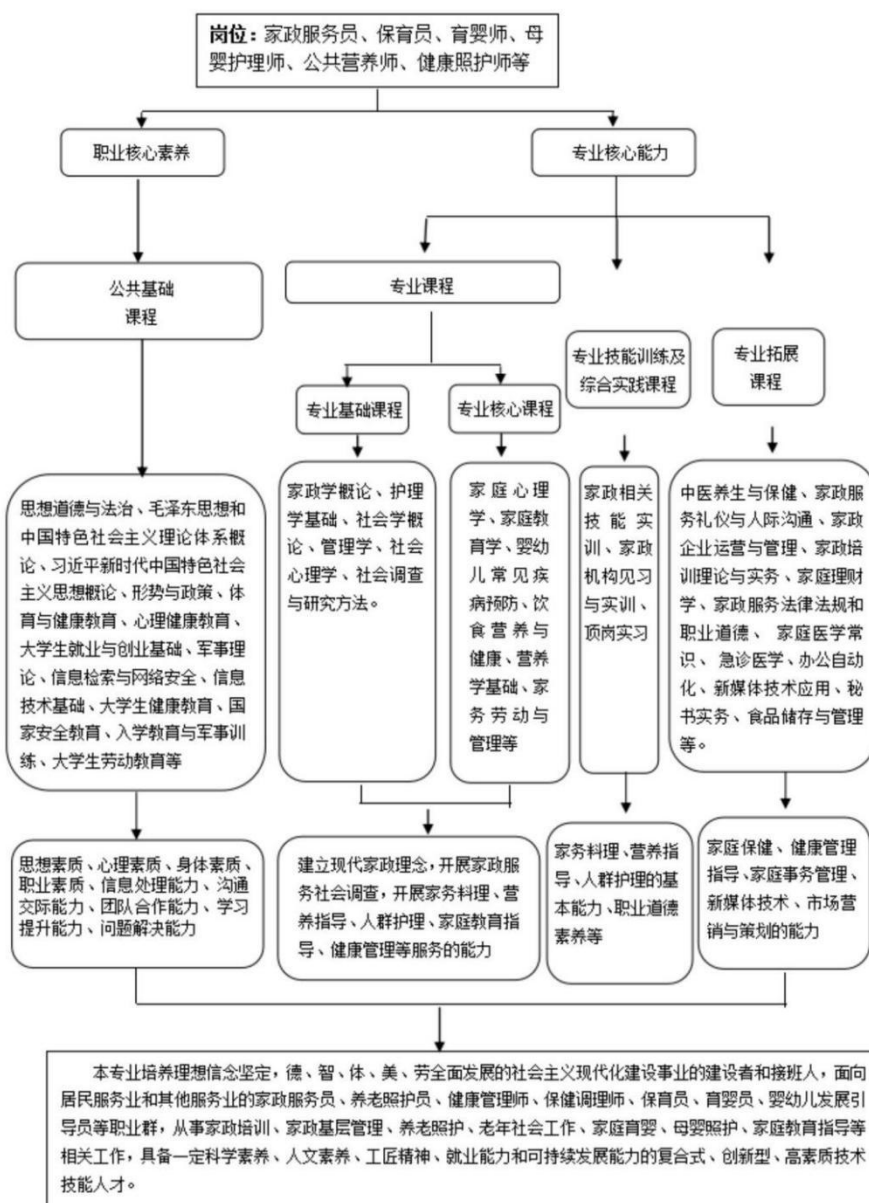 岗位：家政服务员、保育员、育婴师、母
婴护理师、公共营养师、健康照护师等
职业核心素养
专业核心能力
公共基础
课程
专业课程
专业技能训练及
综合实践课程
专业拓展
课程
专业基础课程
专业核心课程
思想道德与法治、毛泽东思想和
中国特色社会主义理论体系概
论、习近平新时代中国特色社会
主义思想概论、形势与政策、体
育与健康教育、心理健康教育、
大学生就业与创业基础、军事理
论、信息检索与网络安全、信息
技术基础、大学生健康教育、国
家安全教育、入学教育与军事训
练、大学生劳动教育等
家政学概论、护理
学基础、社会学概
论、管理学、社会
心理学、社会调查
与研究方法。
家庭心理
学、家庭教
育学、婴幼
儿常见疾
病预防、饮
食营养与
健康、营养
学基础、家
务劳动与
管理等
家政相关
技能实
训、家政
机构见习
与实训、
顶岗实习
中医养生与保健、家政服
务礼仪与人际沟通、家政
企业运营与管理、家政培
训理论与实务、家庭理财
学、家政服务法律法规和
职业道德、家庭医学常
识、急诊医学、办公自动
化、新媒体技术应用、秘
书实务、食品储存与管理
等。
思想素质、心理素质、身体素质、
职业素质、信息处理能力、沟通
交际能力、团队合作能力、学习
提升能力、问题解决能力
建立现代家政理念，开展家政服
务社会调查，开展家务料理、营
养指导、人群护理、家庭教育指
导、健康管理等服务的能力
家务料理、营养指
导、人群护理的基
本能力、职业道德
素养等
家庭保健、健康管理
指导、家庭事务管理、
新媒体技术、市场营
销与策划的能力
本专业培养理想信念坚定，德、智、体、美、劳全面发展的社会主义现代化建设事业的建设者和接班人，面向
居民服务业和其他服务业的家政服务员、养老照护员、健康管理师、保健调理师、保育员、育婴员、婴幼儿发展引
导员等职业群，从事家政培训、家政基层管理、养老照护、老年社会工作、家庭育婴、母婴照护、家庭教育指导等
相关工作，具备一定科学素养、人文素养、工匠精神、就业能力和可持续发展能力的复合式、创新型、高素质技术
技能人才。